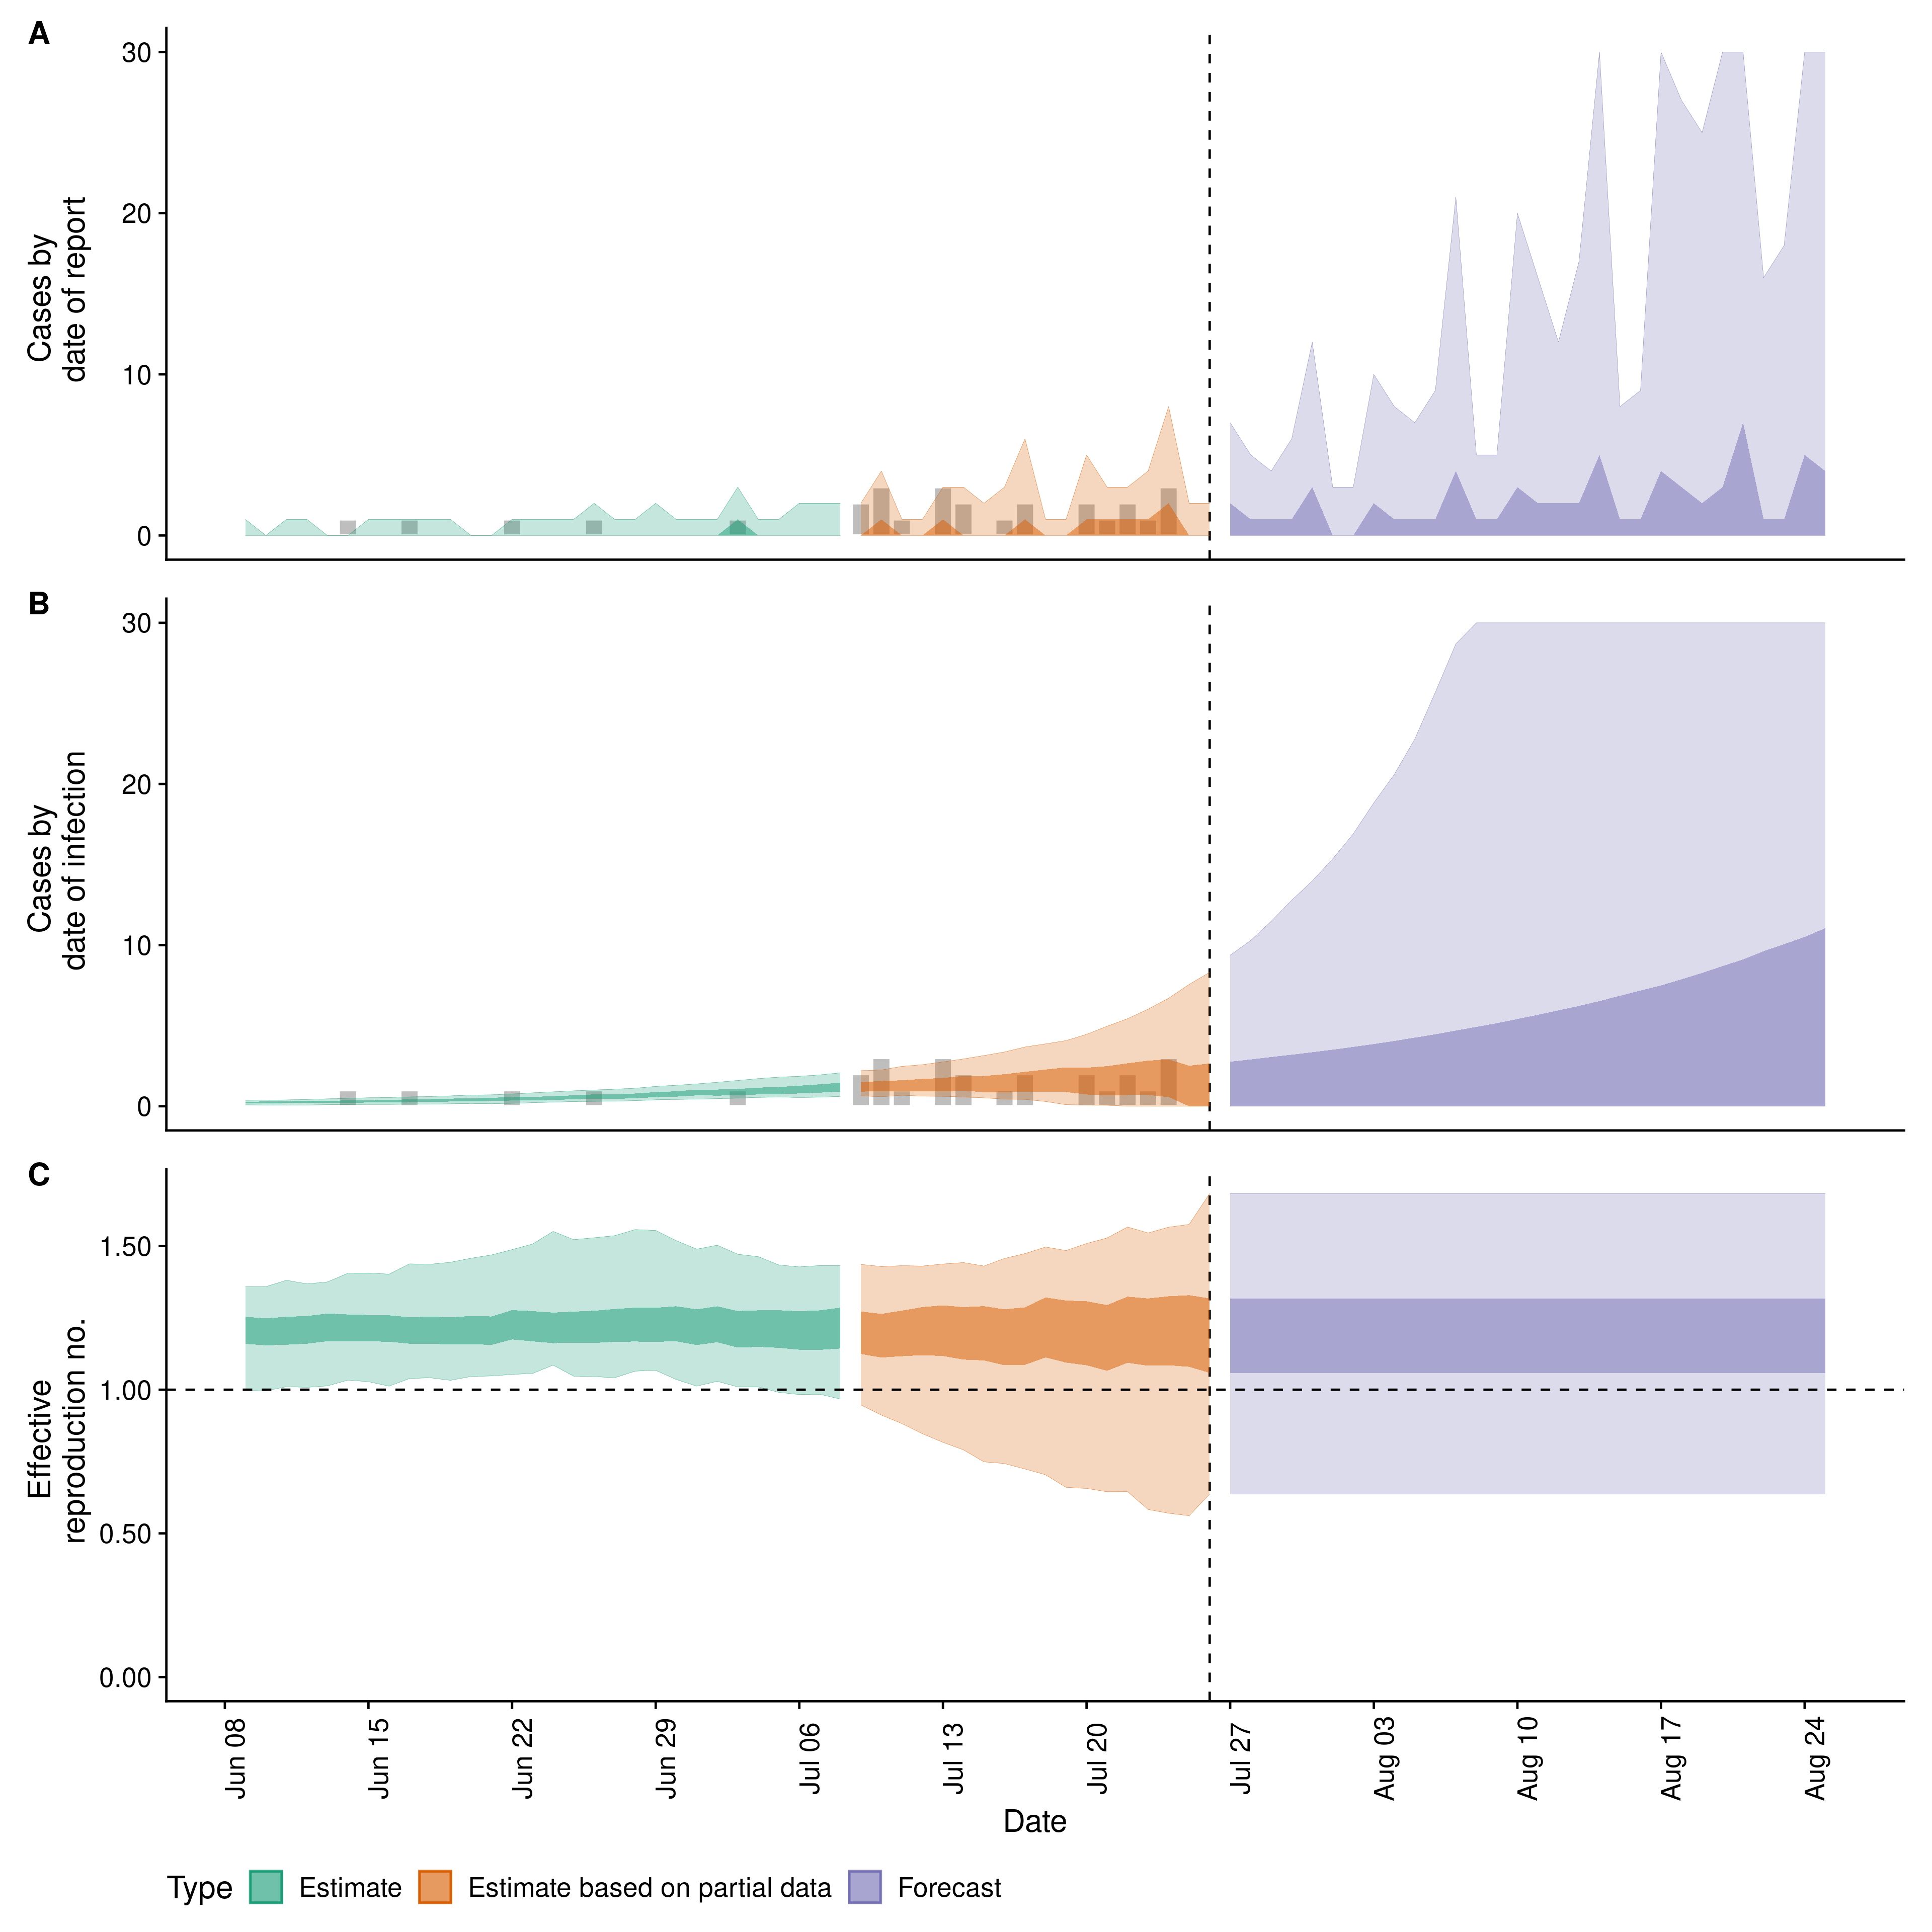 A
30
20
10
0
Cases by
date of report
B
30
20
10
0
Cases by
date of infection
C
1.50
1.00
0.50
0.00
Effective
reproduction no.
Jun 08
Jun 15
Jun 22
Jun 29
Jul 06
Jul 13
Jul 20
Jul 27
Aug 03
Aug 10
Aug 17
Aug 24
Date
Type Estimate Estimate based on partial data Forecast